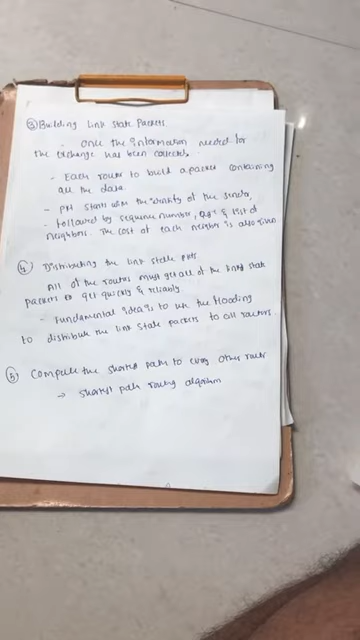 ③ Building Link State Packets
- once the information needed for
the exchange has been collected,
- Each router to build a packet containing
all the data.
- pkt starts with the identity of the sender,
- followed by sequence number, & list of
neighbors. The cost of each neighbor is also given
④ Distributing the link state pkts
All of the routers must get all of the link state
packets get quickly & reliably.
- Fundamental idea is to use the flooding
to distribute the link state packets to all routers.
⑤ Compute the shortest path to every other router
→ shortest path routing algorithm